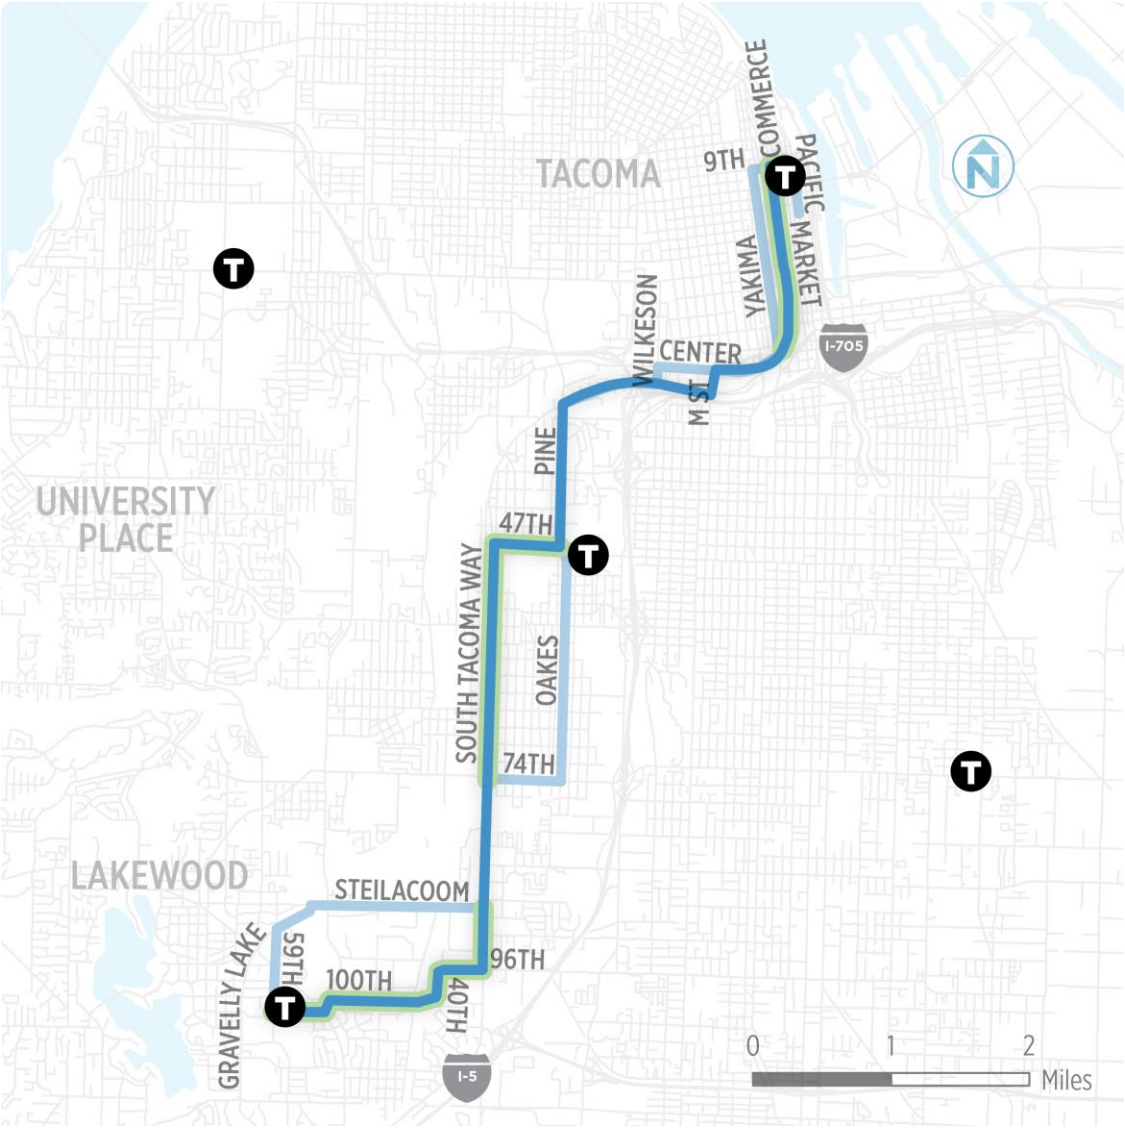 COMMERCE
PACIFIC
9TH
T
TACOMA
N
T
YAKIMA
MARKET
WILKESON
CENTER
I-705
M ST
PINE
UNIVERSITY
PLACE
47TH
T
SOUTH TACOMA WAY
OAKES
74TH
T
LAKEWOOD
STEILACOOM
GRAVELLY LAKE
59TH
96TH
100TH
40TH
T
I-5
0 1 2
Miles